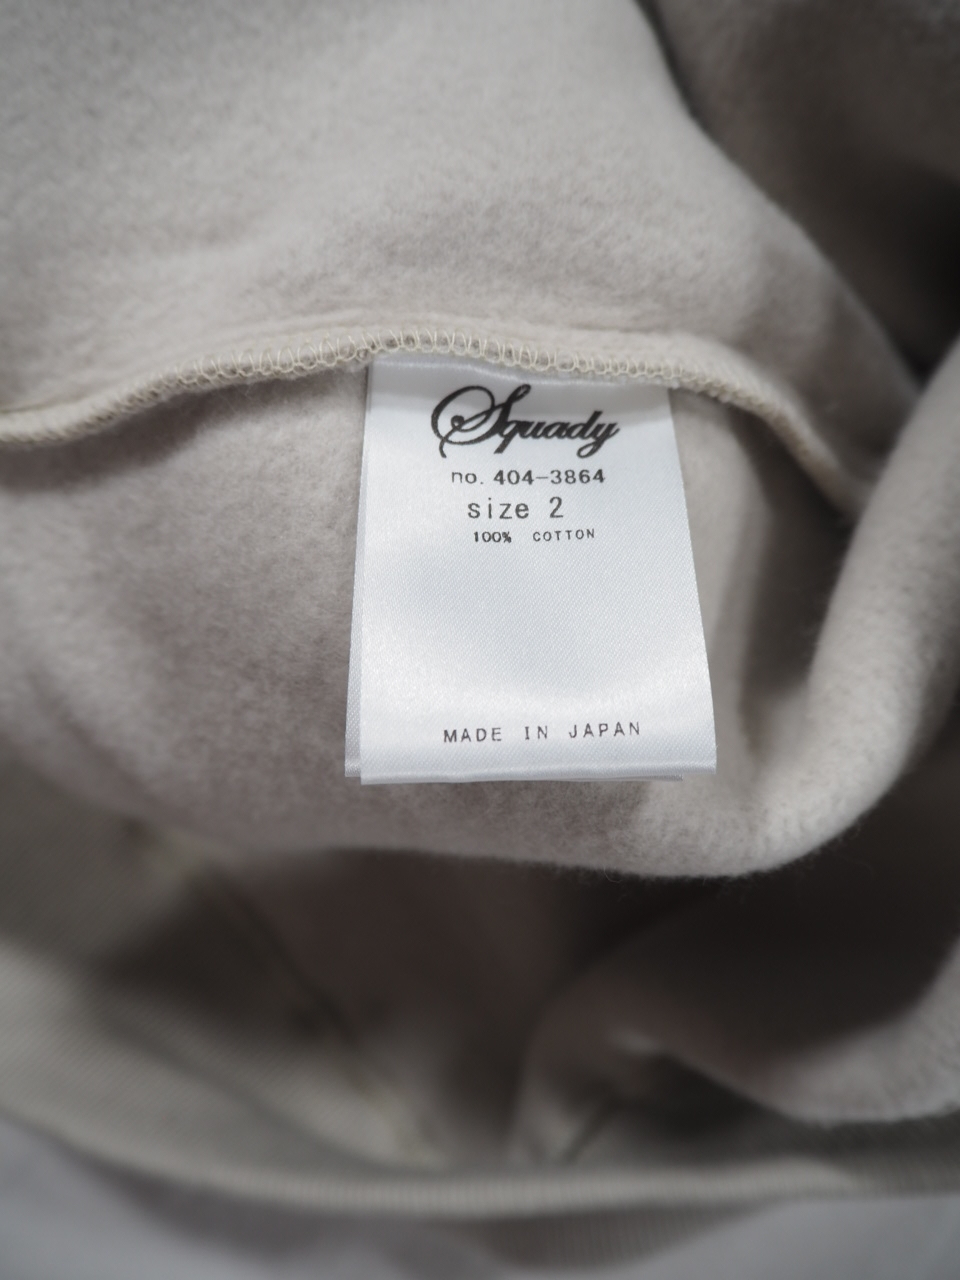 Squady
no. 404-3864
size 2
100% COTTON
MADE IN JAPAN